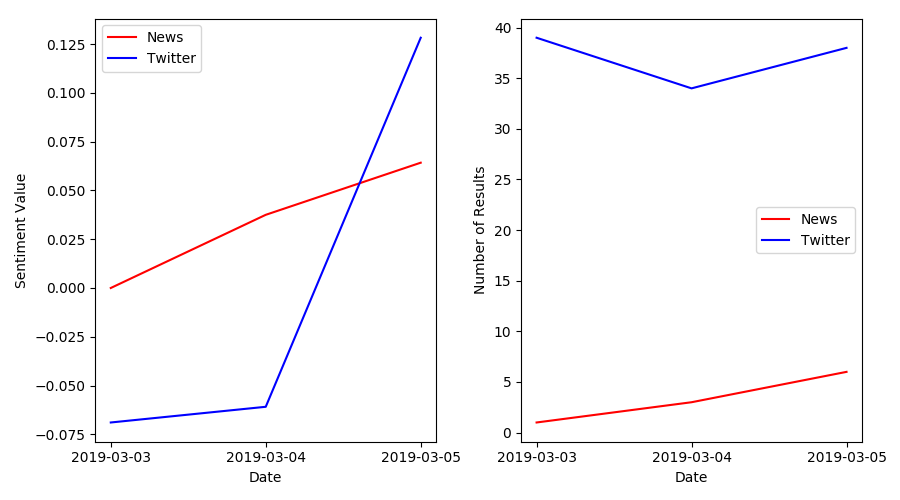 News
Twitter
0.125
0.100
0.075
0.050
0.025
0.000
−0.025
−0.050
−0.075
Sentiment Value
2019-03-03 2019-03-04 2019-03-05
Date
40
35
30
25
20
15
10
5
0
Number of Results
News
Twitter
2019-03-03 2019-03-04 2019-03-05
Date